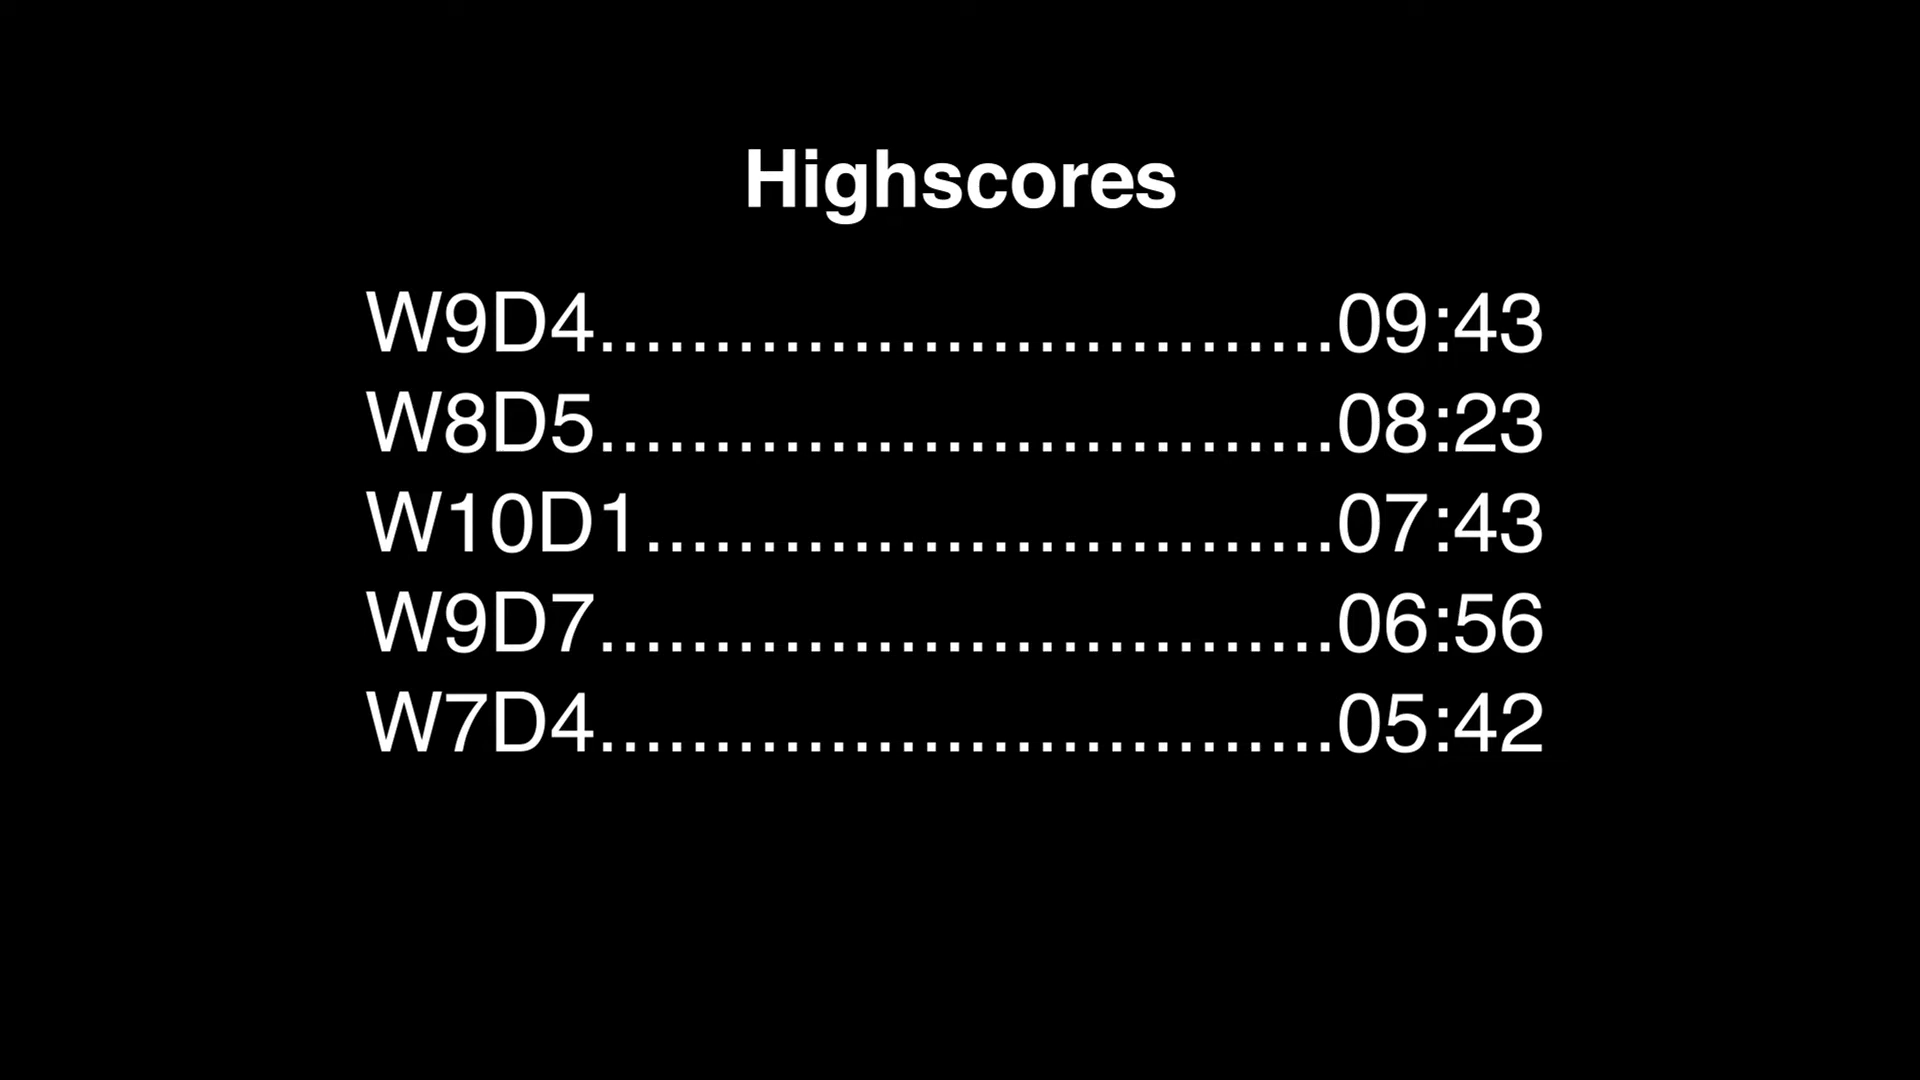 Highscores
W9D4................................09:43
W8D5................................08:23
W10D1..............................07:43
W9D7................................06:56
W7D4................................05:42